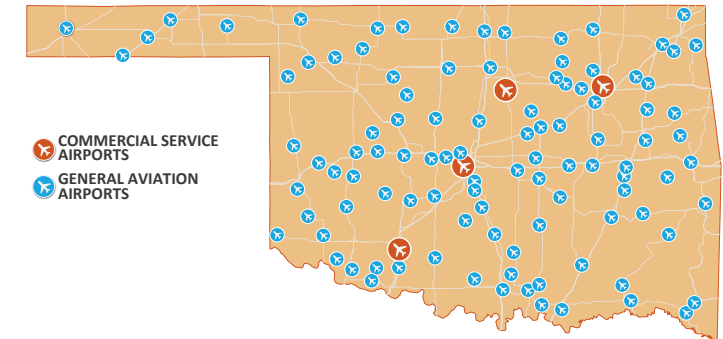 COMMERCIAL SERVICE
AIRPORTS
GENERAL AVIATION
AIRPORTS